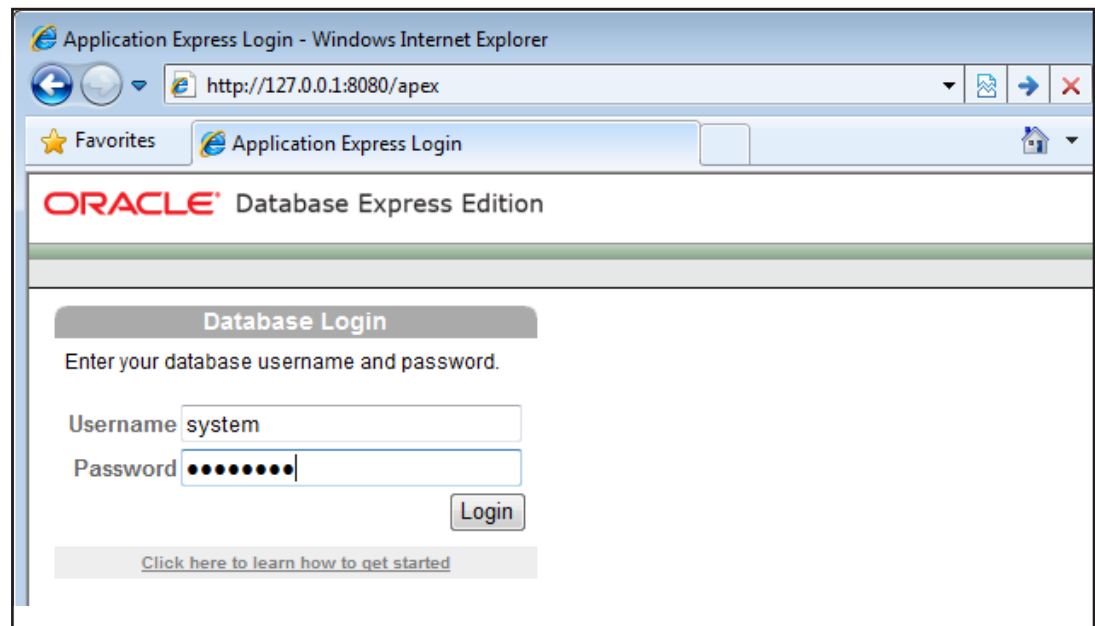 Application Express Login - Windows Internet Explorer
http://127.0.0.1:8080/apex
Favorites
Application Express Login
ORACLE Database Express Edition
Database Login
Enter your database username and password.
Username system
Password ●●●●●●●●
Login
Click here to learn how to get started